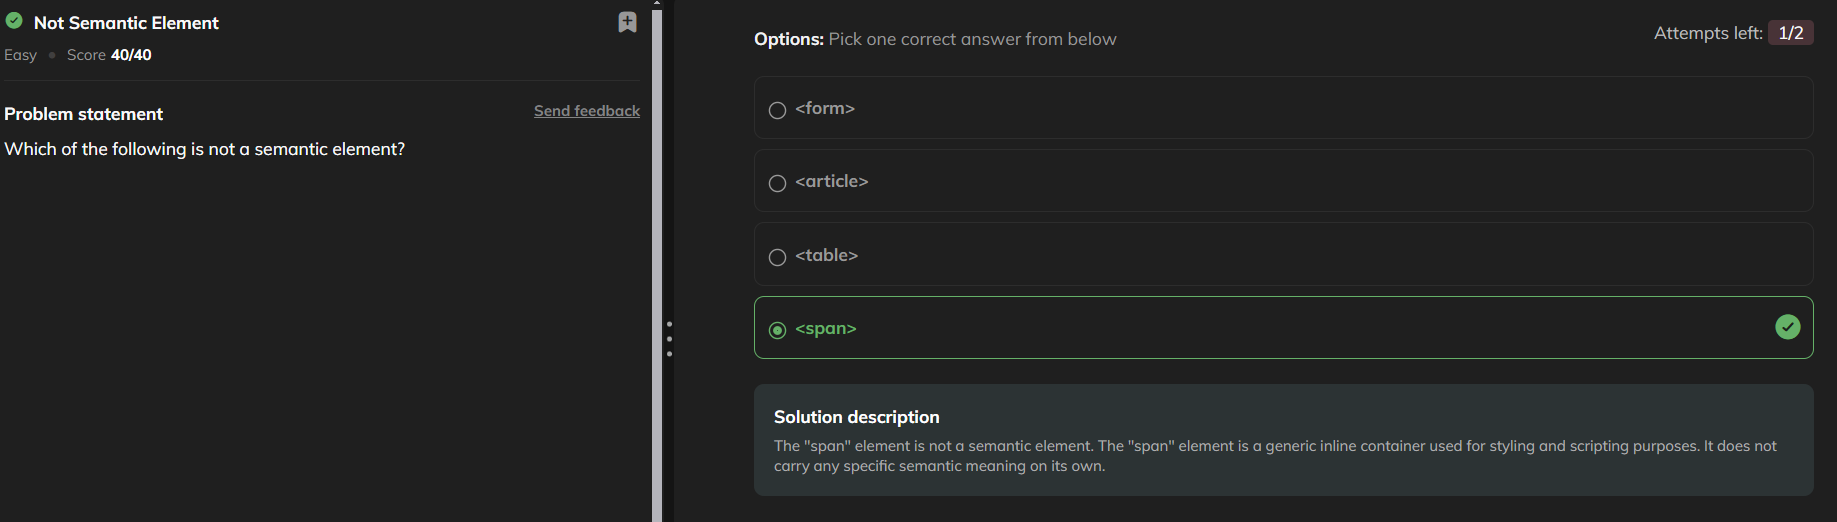 Not Semantic Element
Easy • Score 40/40
Problem statement
Send feedback
Which of the following is not a semantic element?
Options: Pick one correct answer from below
Attempts left: 1/2
<form>
<article>
<table>
<span>
Solution description
The "span" element is not a semantic element. The "span" element is a generic inline container used for styling and scripting purposes. It does not
carry any specific semantic meaning on its own.